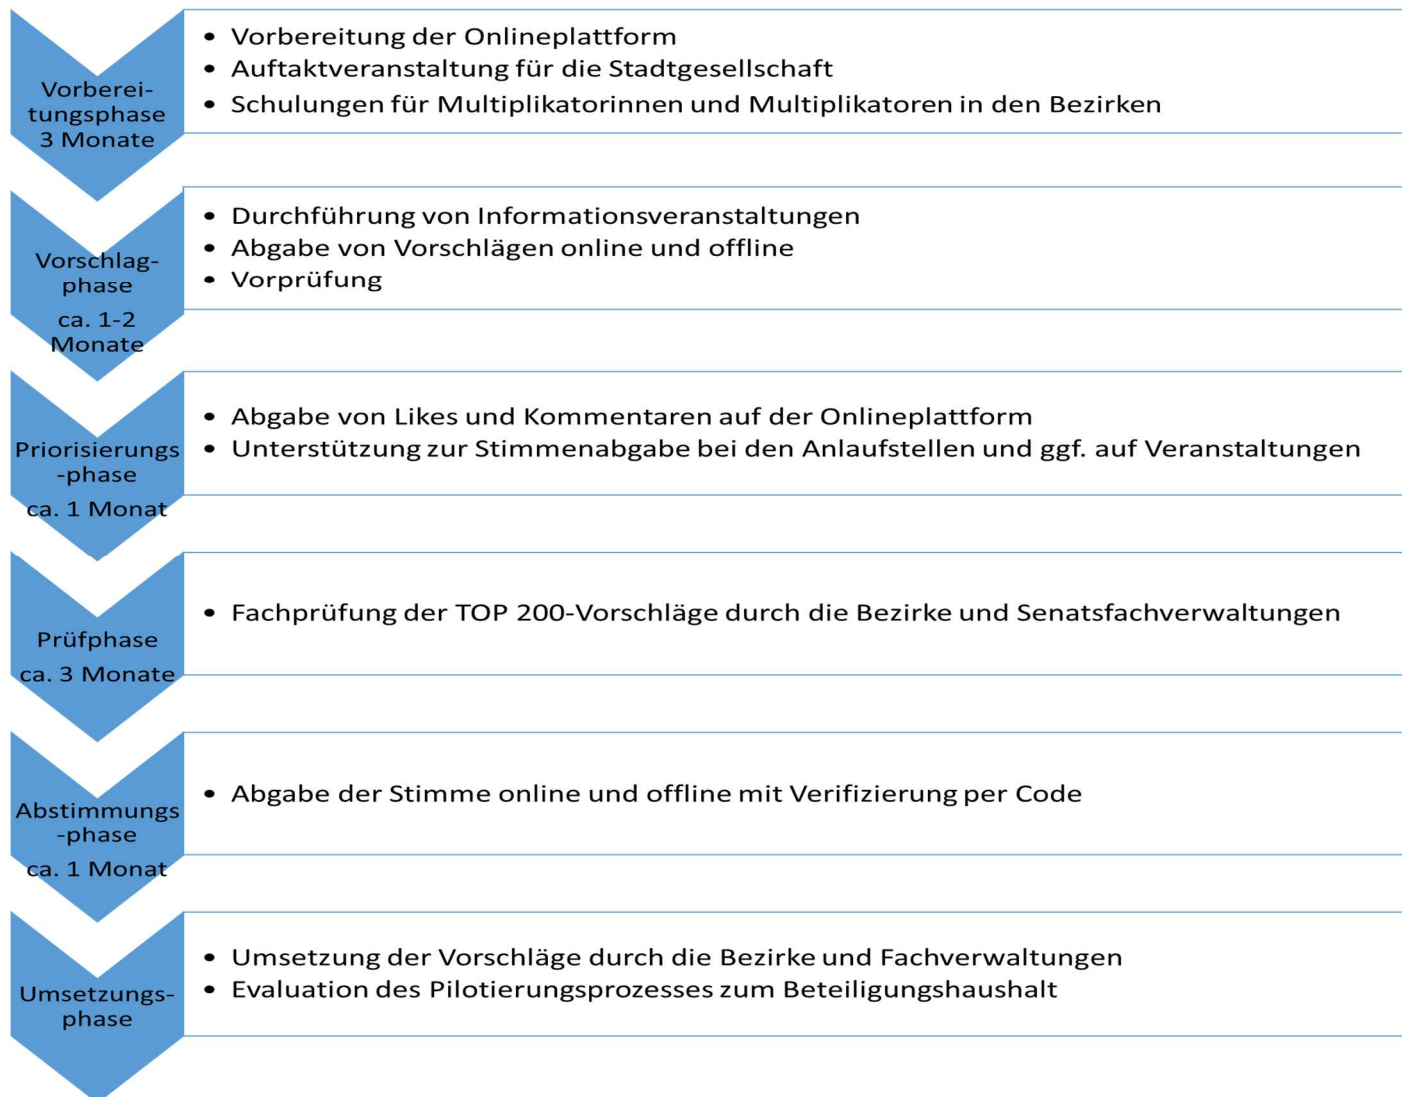 Vorberei-
tungsphase
3 Monate
• Vorbereitung der Onlineplattform
• Auftaktveranstaltung für die Stadtgesellschaft
• Schulungen für Multiplikatorinnen und Multiplikatoren in den Bezirken
Vorschlag-
phase
ca. 1-2
Monate
• Durchführung von Informationsveranstaltungen
• Abgabe von Vorschlägen online und offline
• Vorprüfung
Priorisierungs
-phase
ca. 1 Monat
• Abgabe von Likes und Kommentaren auf der Onlineplattform
• Unterstützung zur Stimmenabgabe bei den Anlaufstellen und ggf. auf Veranstaltungen
Prüfphase
ca. 3 Monate
• Fachprüfung der TOP 200-Vorschläge durch die Bezirke und Senatsfachverwaltungen
Abstimmungs
-phase
ca. 1 Monat
• Abgabe der Stimme online und offline mit Verifizierung per Code
Umsetzungs-
phase
• Umsetzung der Vorschläge durch die Bezirke und Fachverwaltungen
• Evaluation des Pilotierungsprozesses zum Beteiligungshaushalt